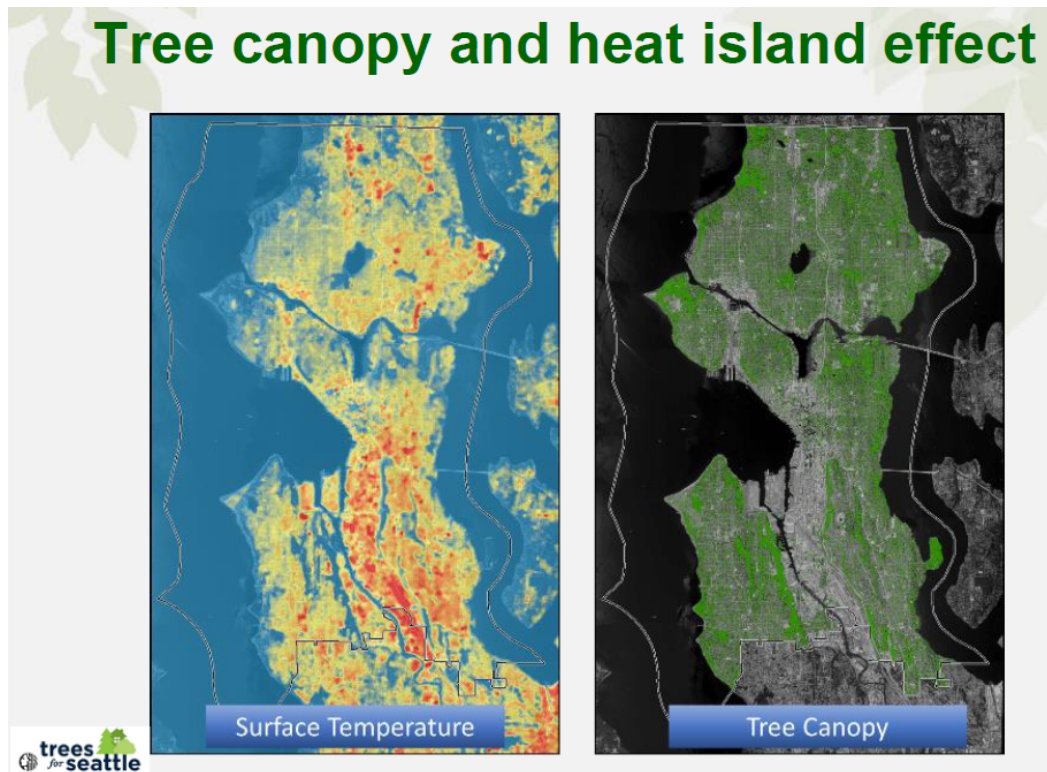 Tree canopy and heat island effect
Surface Temperature
Tree Canopy
trees
for seattle